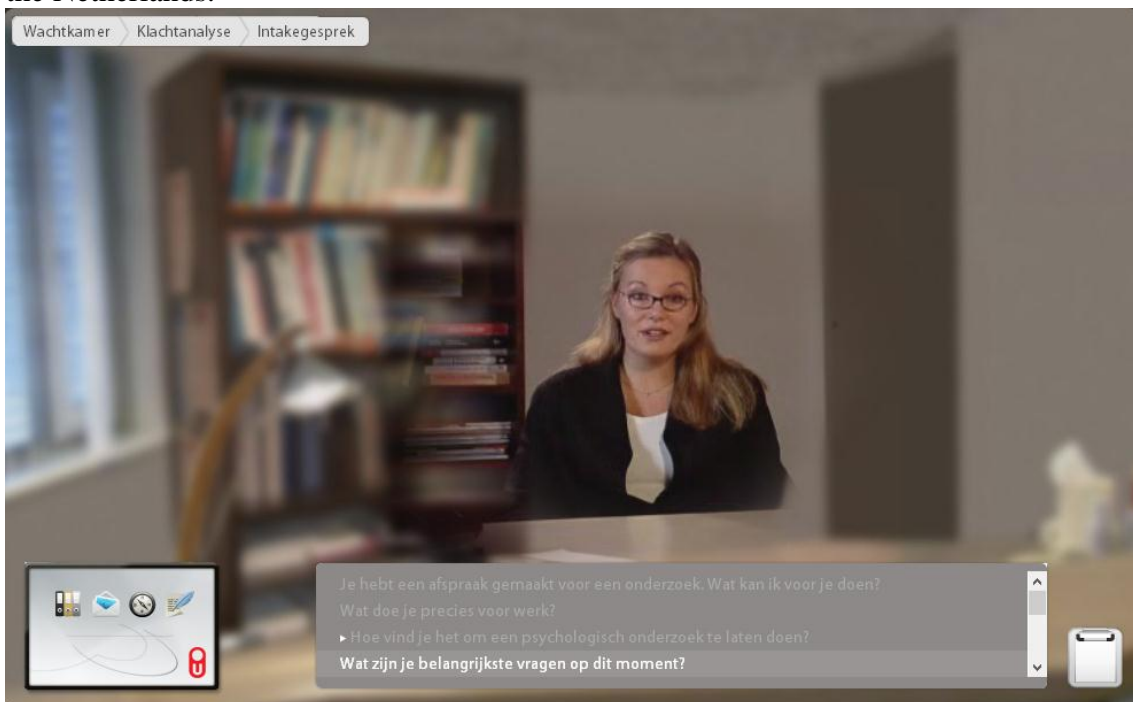 the Netherlands.
Wachtkamer Klachtanalyse Intakegesprek
Je hebt een afspraak gemaakt voor een onderzoek. Wat kan ik voor je doen?
Wat doe je precies voor werk?
Hoe vind je het om een psychologisch onderzoek te laten doen?
Wat zijn je belangrijkste vragen op dit moment?